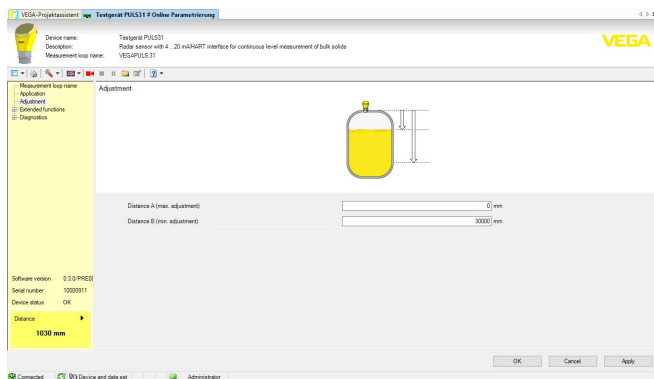 VEGA-Projektassistent
Testgerät PULS31 # Online Parametrierung
Device name: Testgerät PULS31
Description: Radar sensor with 4 .. 20 mA/HART interface for continuous level measurement of bulk solids
Measurement loop name: VEGAPULS 31
VEGA
Measurement loop name
Application
Adjustment
Extended functions
Diagnostics
Adjustment
Distance A (max. adjustment) 0 mm
Distance B (min. adjustment) 30000 mm
Software version 0.3.0/PRE0
Serial number 10000911
Device status OK
Distance
1030 mm
OK Cancel Apply
Connected Device and data set Administrator